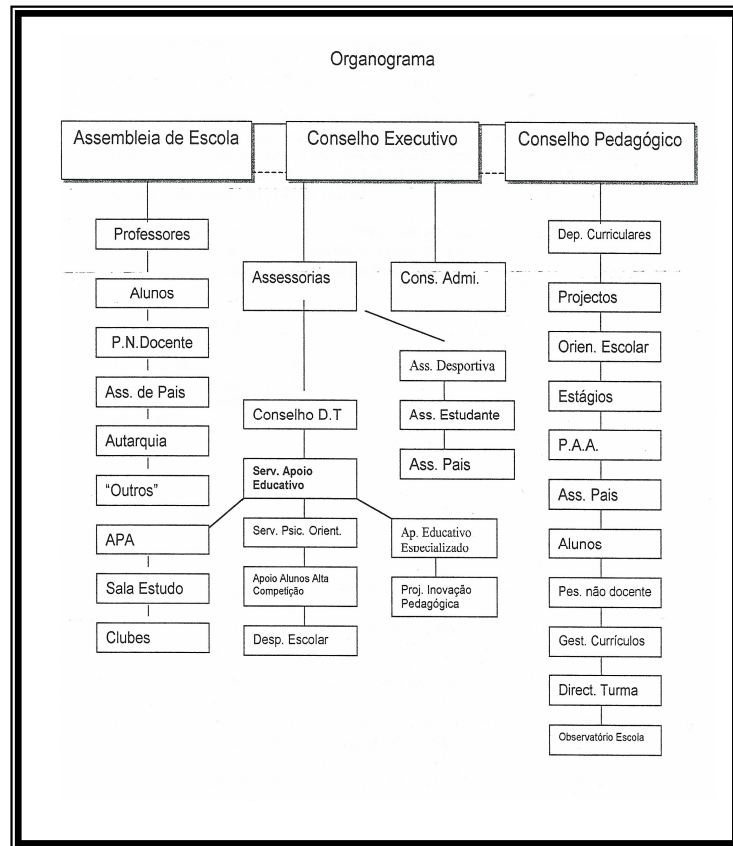 Organograma
Assembleia de Escola
Conselho Executivo
Conselho Pedagógico
Professores
Alunos
P.N.Docente
Ass. de Pais
Autarquia
“Outros”
APA
Sala Estudo
Clubes
Assessorias
Cons. Admi.
Ass. Desportiva
Ass. Estudante
Ass. Pais
Conselho D.T
Serv. Apoio
Educativo
Serv. Psic. Orient.
Apoio Alunos Alta
Competição
Desp. Escolar
Ap. Educativo
Especializado
Proj. Inovação
Pedagógica
Dep. Curriculares
Projectos
Orien. Escolar
Estágios
P.A.A.
Ass. Pais
Alunos
Pes. não docente
Gest. Currículos
Direct. Turma
Observatório Escola